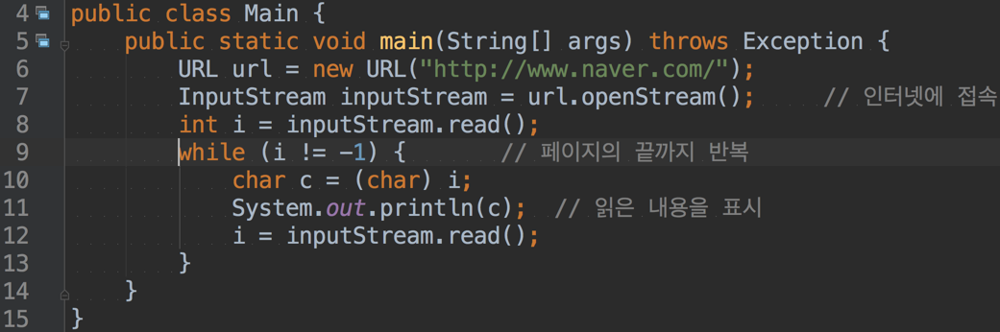 4 public class Main {
5 public static void main(String[] args) throws Exception {
6 URL url = new URL("http://www.naver.com/");
7 InputStream inputStream = url.openStream(); // 인터넷에 접속
8 int i = inputStream.read();
9 while (i != -1) { // 페이지의 끝까지 반복
10 char c = (char) i;
11 System.out.println(c); // 읽은 내용을 표시
12 i = inputStream.read();
13 }
14 }
15 }